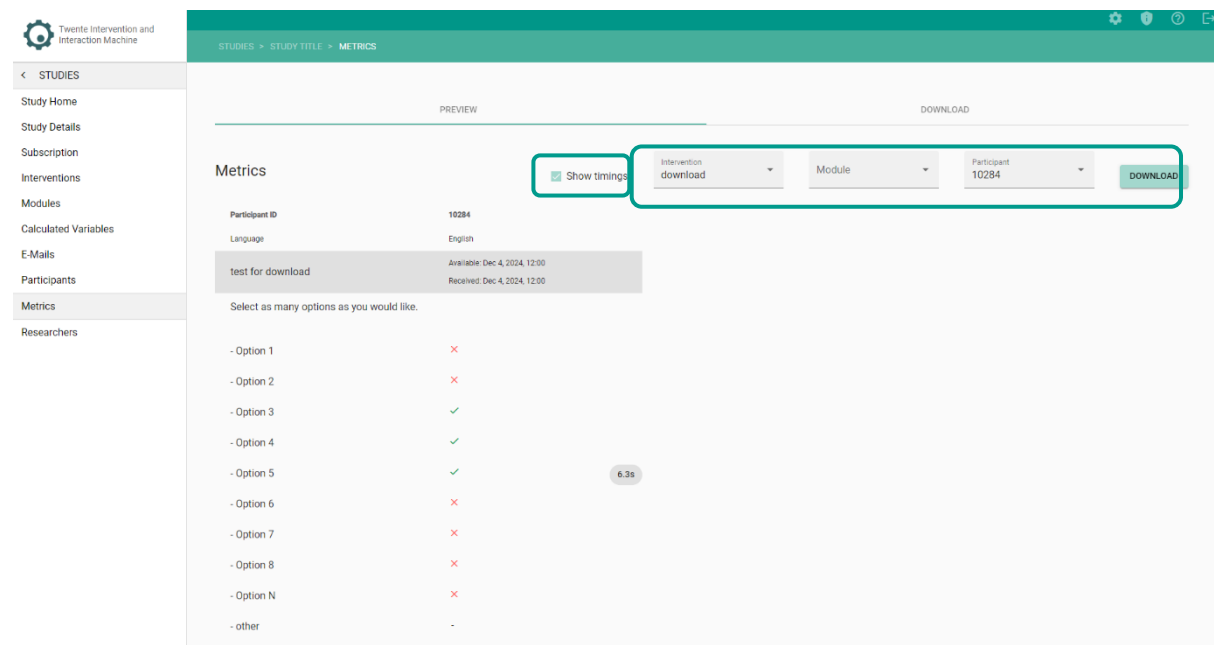 Twente Intervention and
Interaction Machine
STUDIES > STUDY TITLE > METRICS
< STUDIES
Study Home
Study Details
Subscription
Interventions
Modules
Calculated Variables
E-Mails
Participants
Metrics
Researchers
PREVIEW
DOWNLOAD
Metrics
Show timings
Intervention
download
Module
Participant
10284
DOWNLOAD
Participant ID 10284
Language English
test for download
Available: Dec 4, 2024, 12:00
Received: Dec 4, 2024, 12:00
Select as many options as you would like.
- Option 1
- Option 2
- Option 3
- Option 4
- Option 5 6.3s
- Option 6
- Option 7
- Option 8
- Option N
- other -